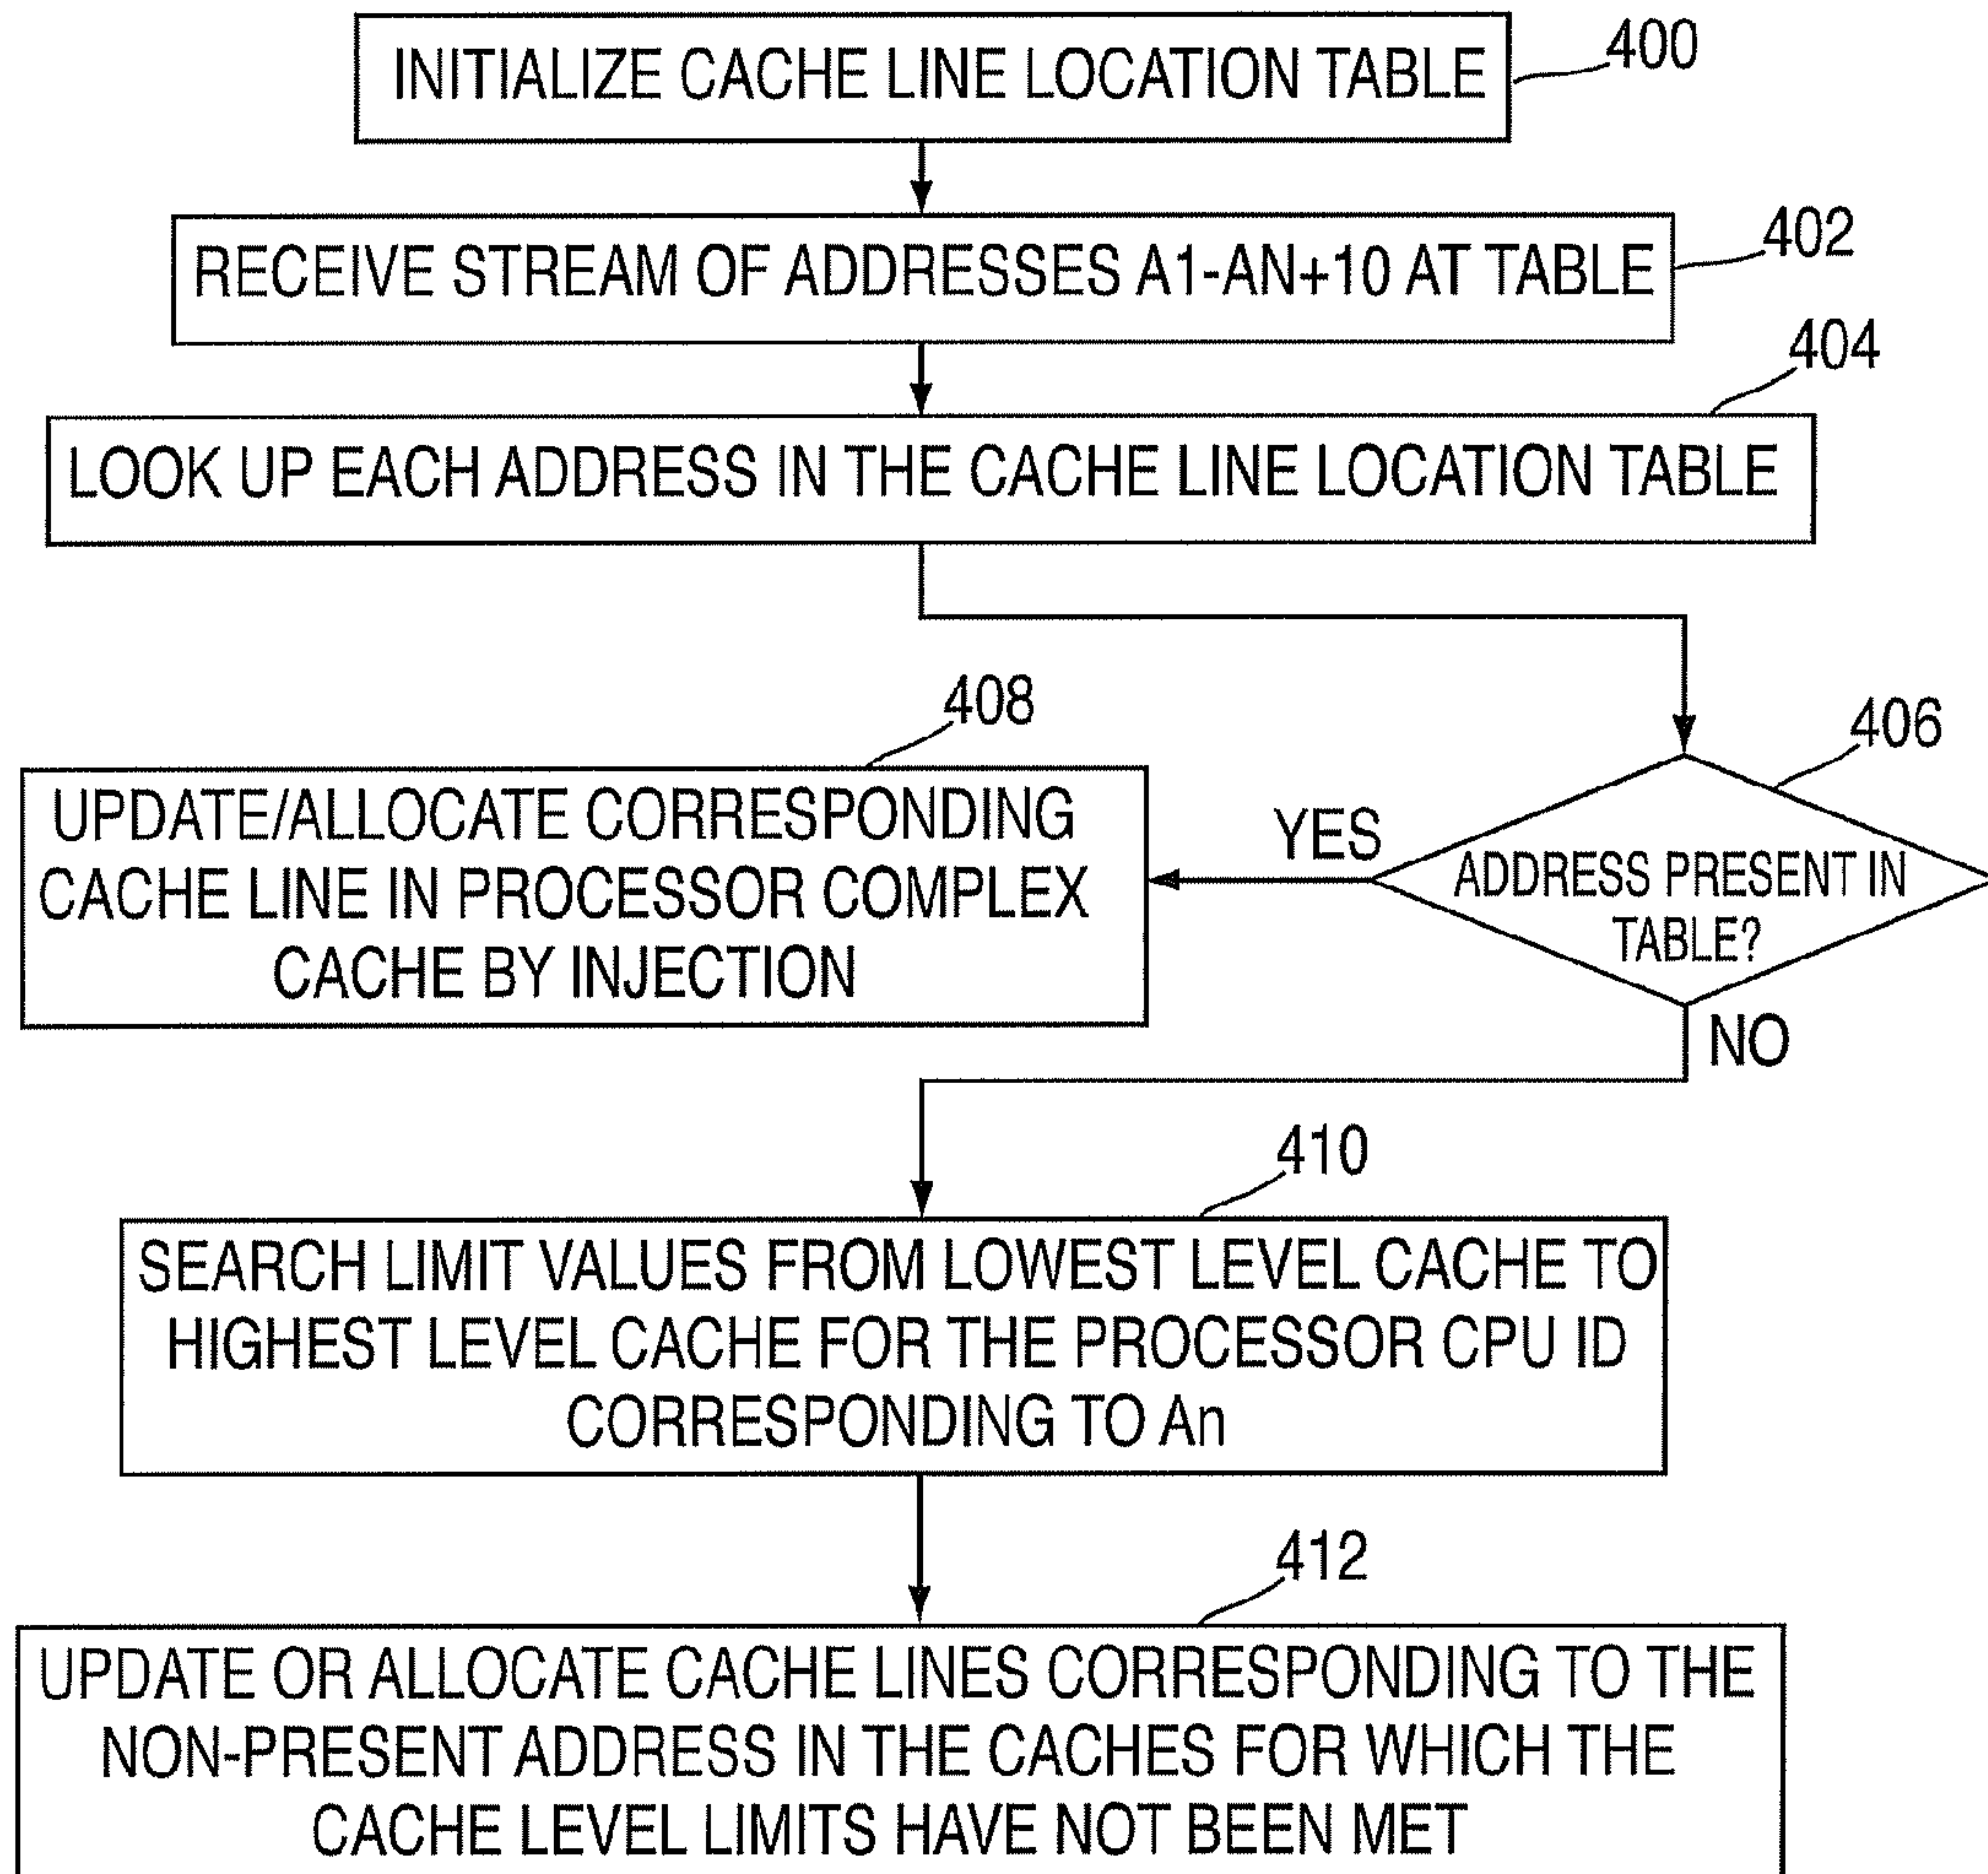 INITIALIZE CACHE LINE LOCATION TABLE
400
RECEIVE STREAM OF ADDRESSES A1-AN+10 AT TABLE
402
404
LOOK UP EACH ADDRESS IN THE CACHE LINE LOCATION TABLE
408
406
UPDATE/ALLOCATE CORRESPONDING
CACHE LINE IN PROCESSOR COMPLEX
CACHE BY INJECTION
YES
ADDRESS PRESENT IN
TABLE?
NO
410
SEARCH LIMIT VALUES FROM LOWEST LEVEL CACHE TO
HIGHEST LEVEL CACHE FOR THE PROCESSOR CPU ID
CORRESPONDING TO An
412
UPDATE OR ALLOCATE CACHE LINES CORRESPONDING TO THE
NON-PRESENT ADDRESS IN THE CACHES FOR WHICH THE
CACHE LEVEL LIMITS HAVE NOT BEEN MET